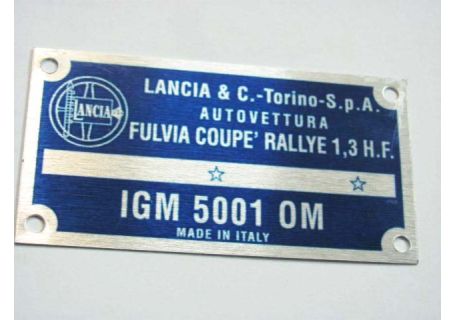 LANCIA & C.-Torino-S.p.A.
AUTOVETTURA
LANCIA
FULVIA COUPE' RALLYE 1,3 H.F.
IGM 5001 OM
MADE IN ITALY